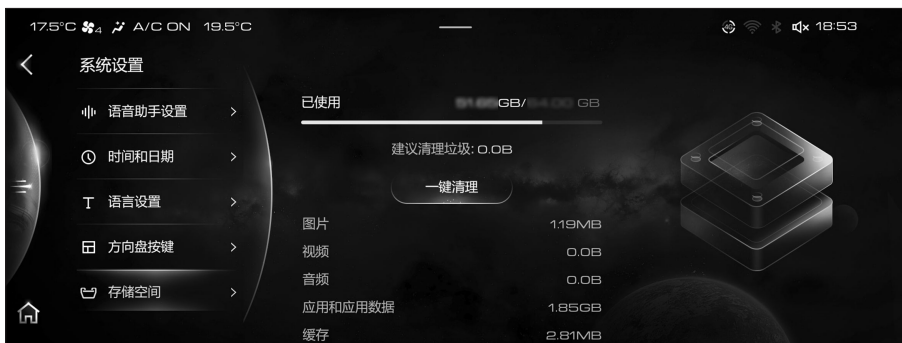 17.5°C 4 A/C ON 19.5°C 4G 18:53
系统设置
语音助手设置
时间和日期
语言设置
方向盘按键
存储空间
已使用 GB/ GB
建议清理垃圾: 0.0B
一键清理
图片 1.19MB
视频 0.0B
音频 0.0B
应用和应用数据 1.85GB
缓存 2.81MB